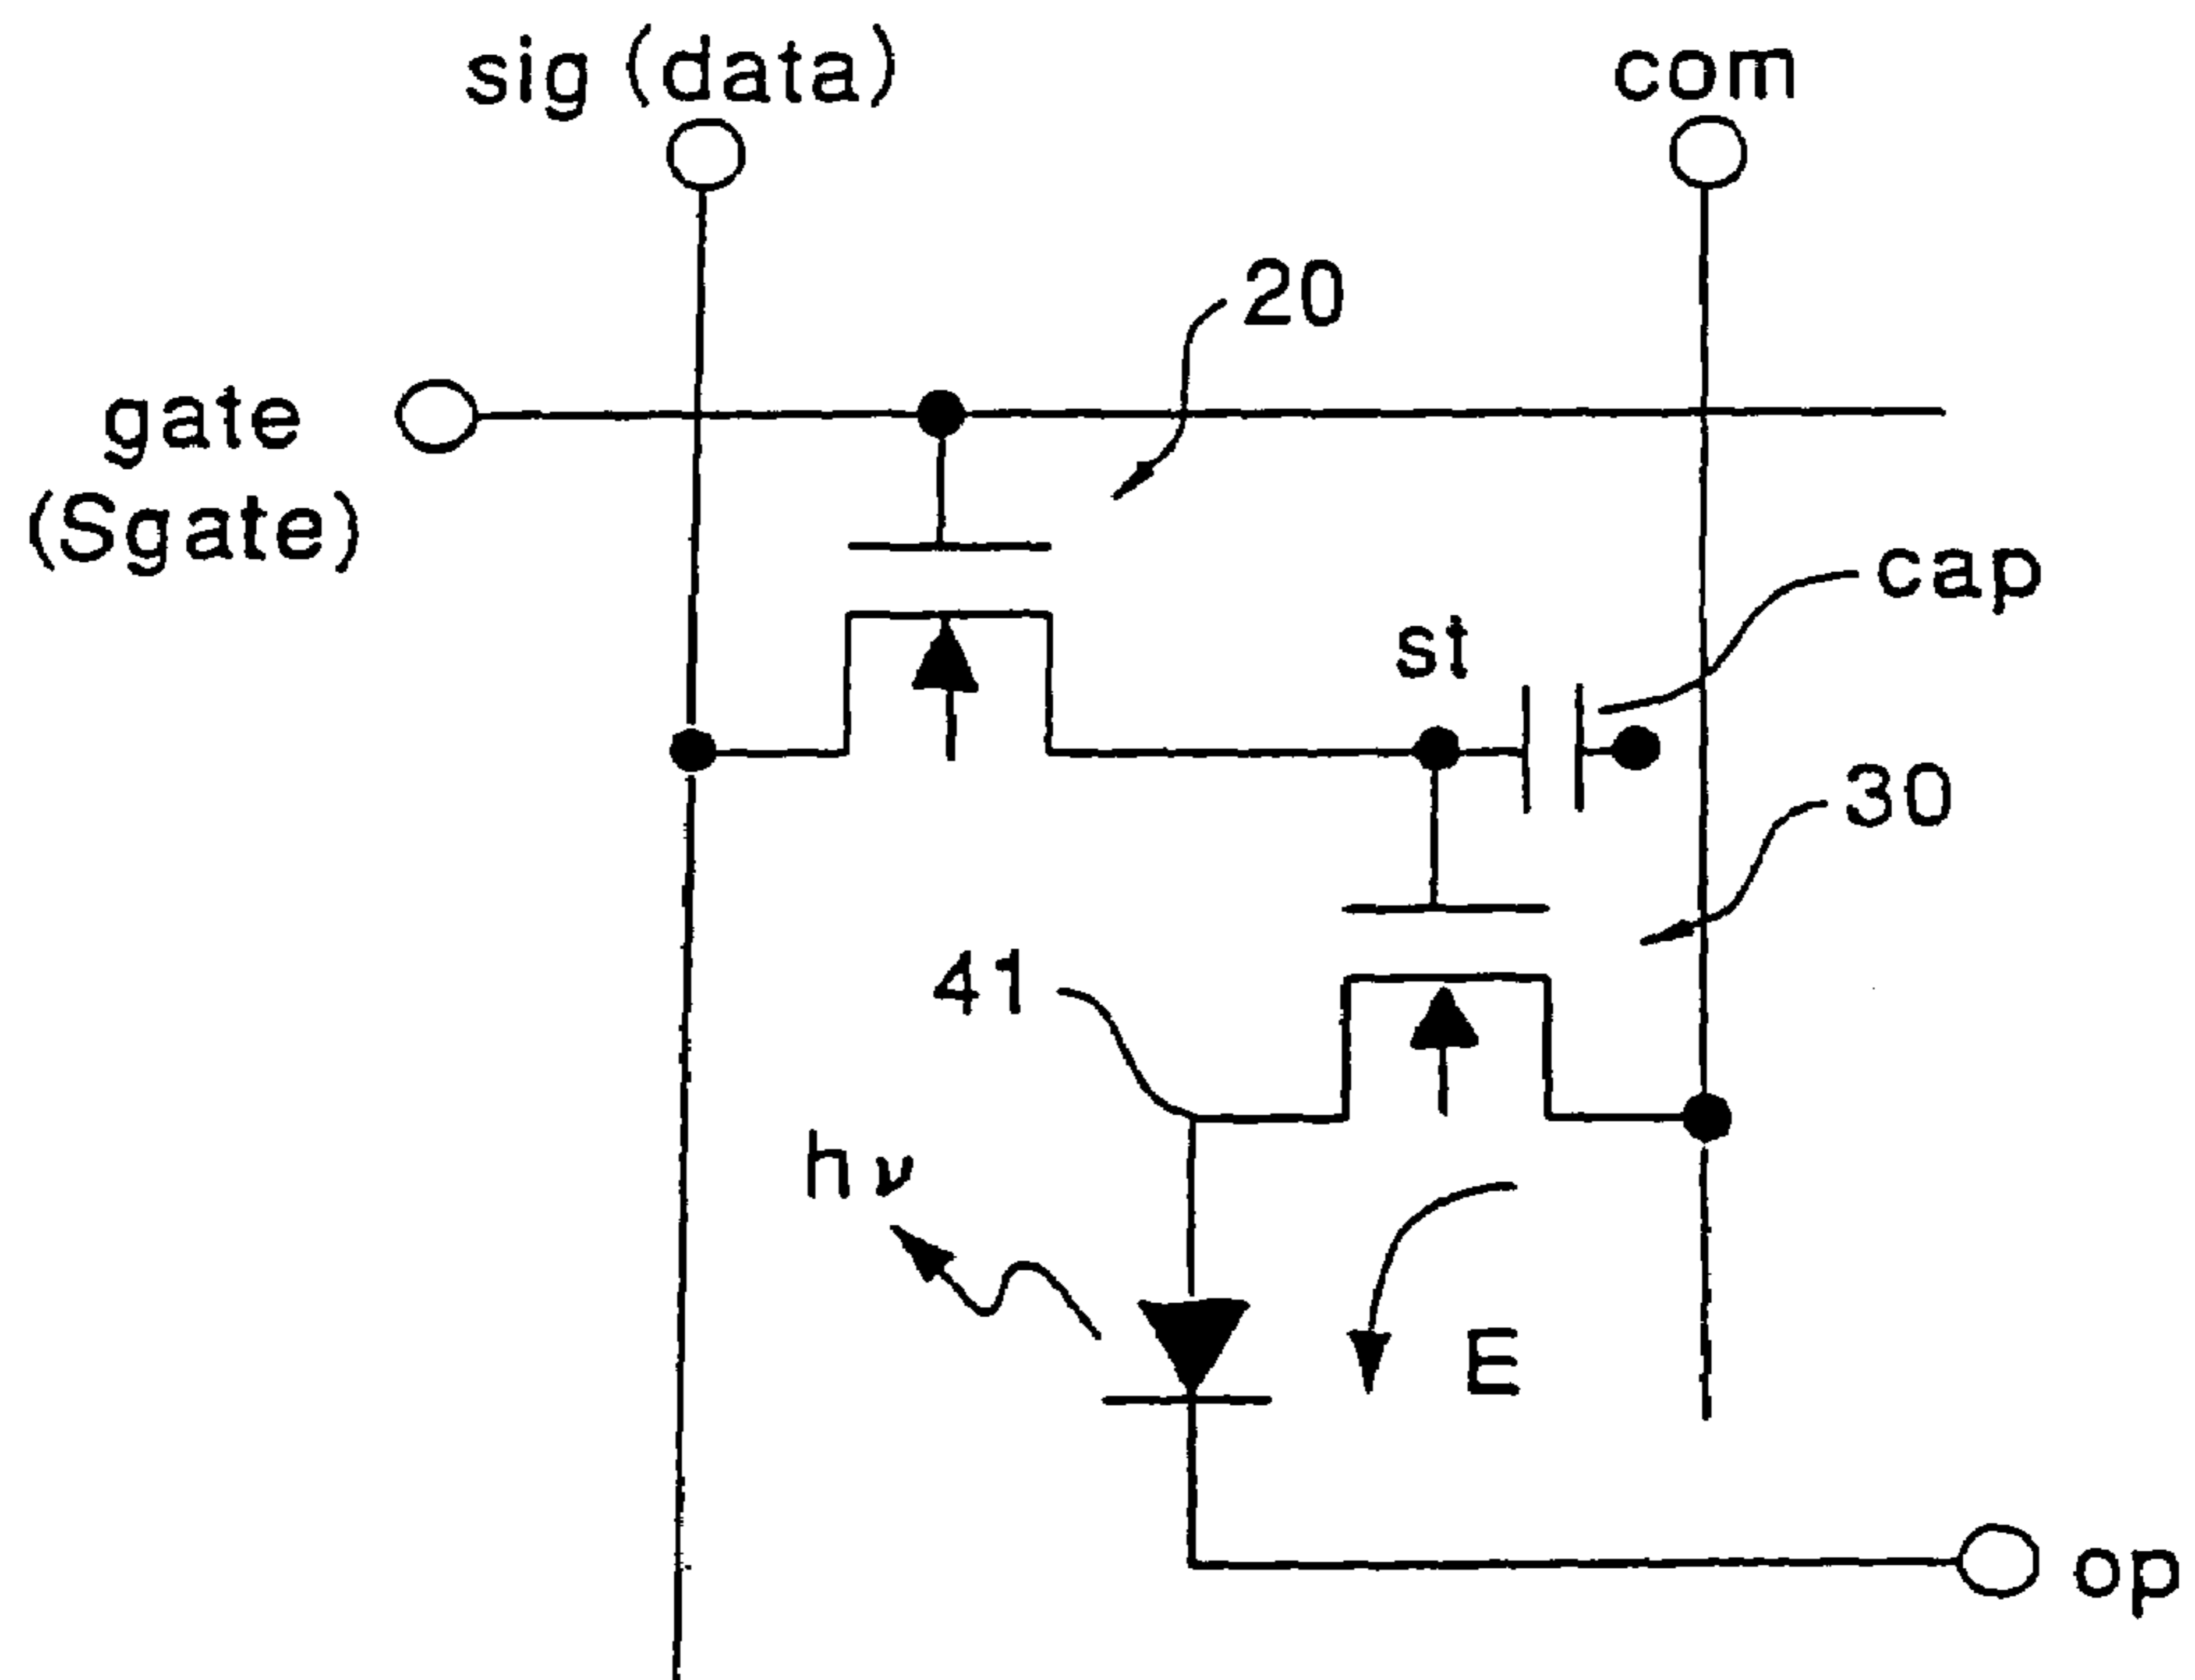 sig (data)
com
20
gate
(Sgate)
cap
st
30
41
hν
E
op